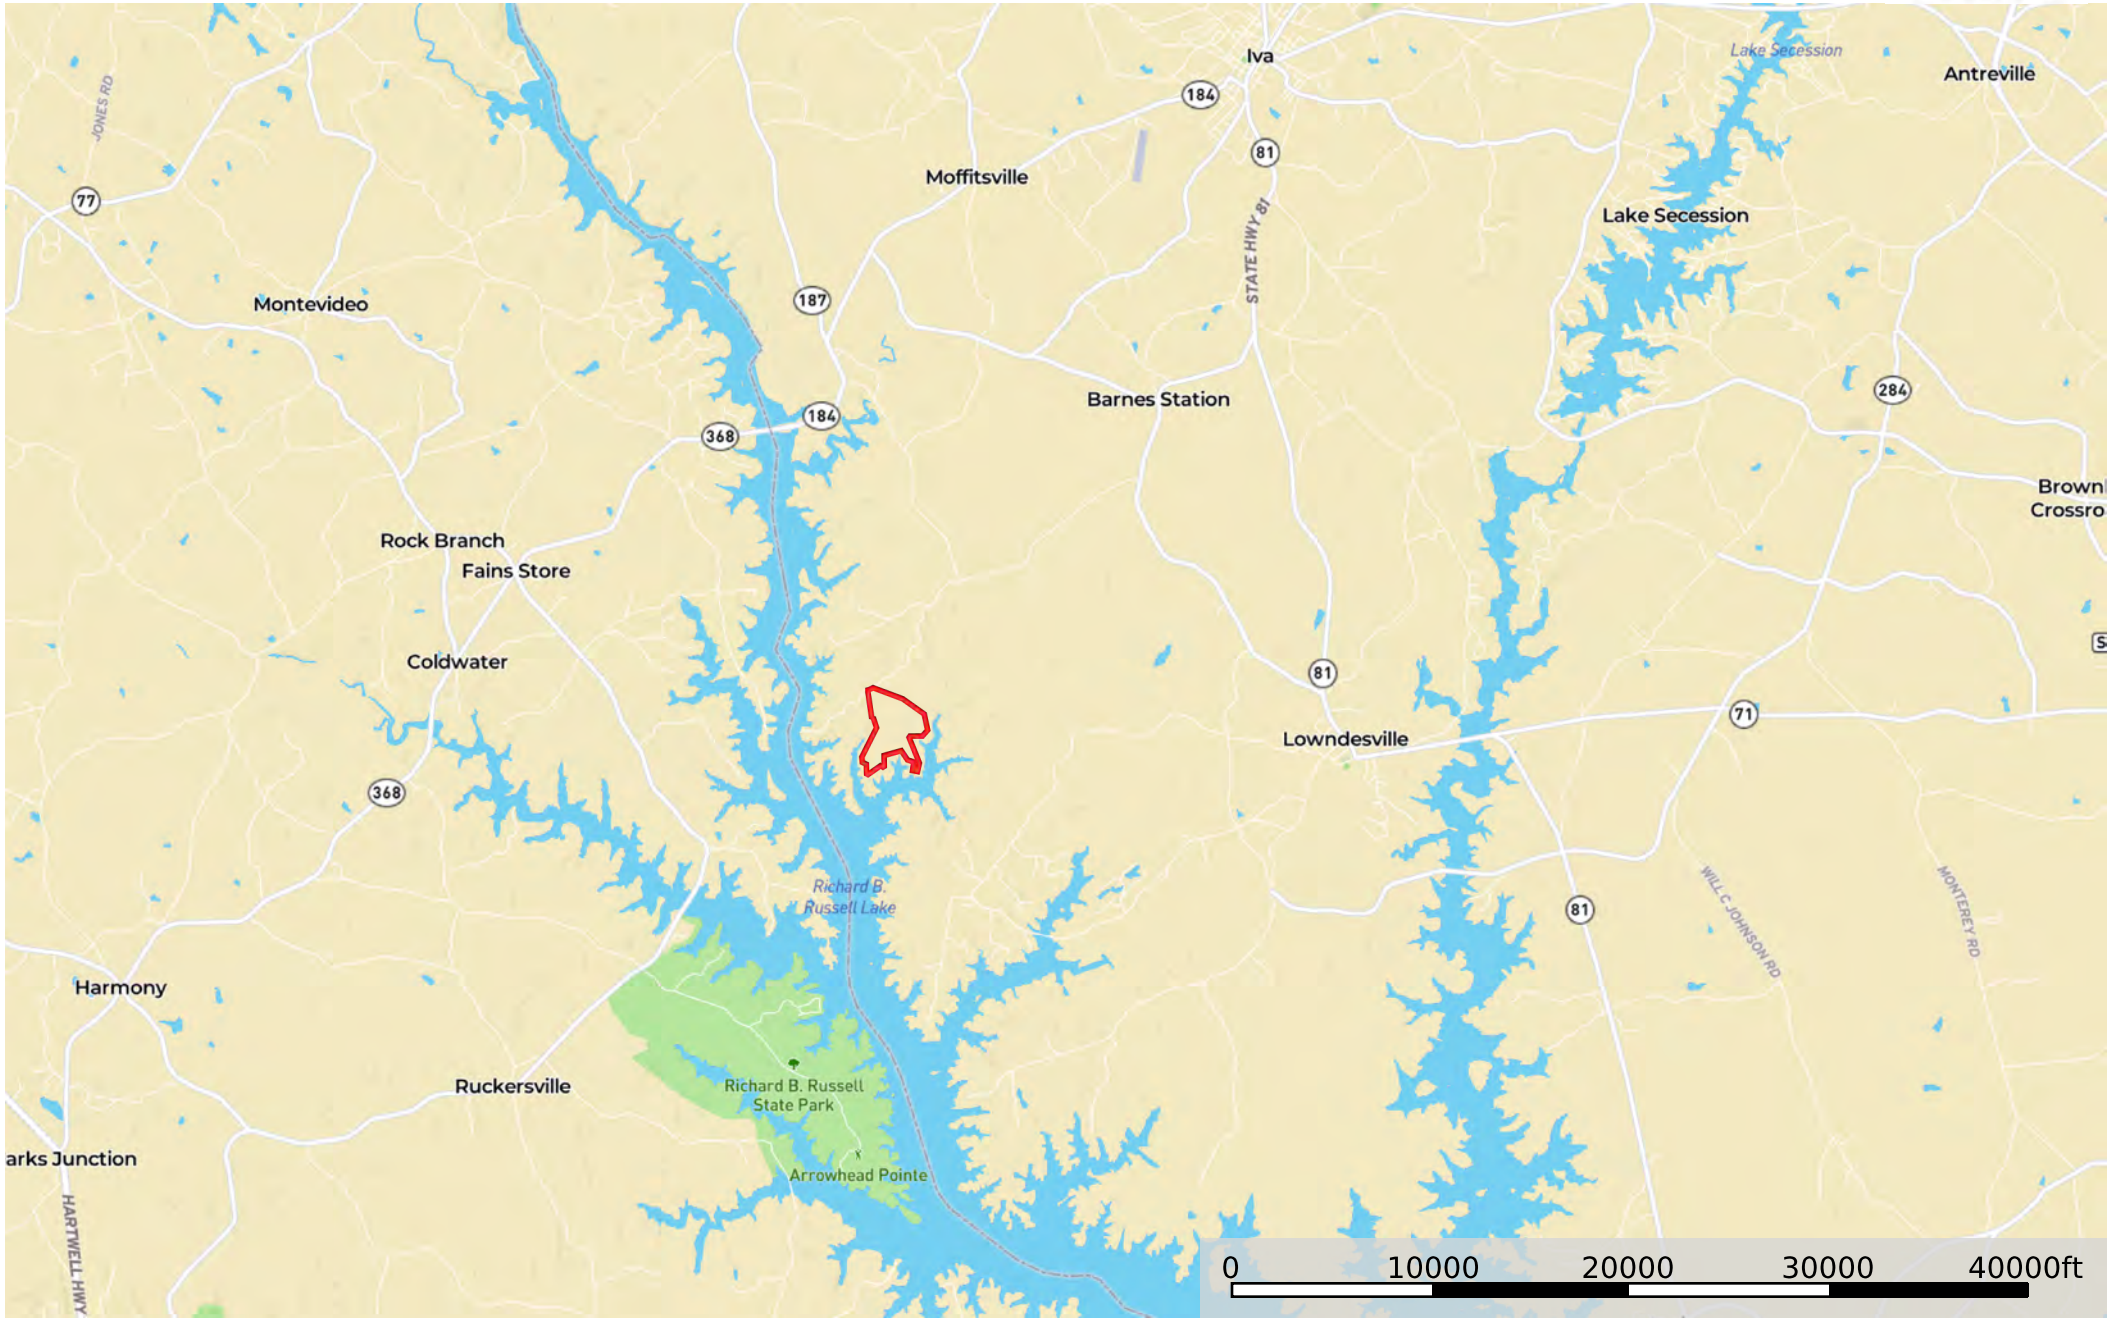 Iva
Lake Secession
Antreville
JONES RD
184
81
Moffitsville
77
STATE HWY 81
Lake Secession
Montevideo
187
Barnes Station
284
184
368
Brownl
Crossro
Rock Branch
Fains Store
Coldwater
81
S
71
Lowndesville
368
Richard B.
Russell Lake
WILL C JOHNSON RD
MONTEREY RD
81
Harmony
Ruckersville
Richard B. Russell
State Park
arks Junction
Arrowhead Pointe
HARTWELL HWY
0 10000 20000 30000 40000ft